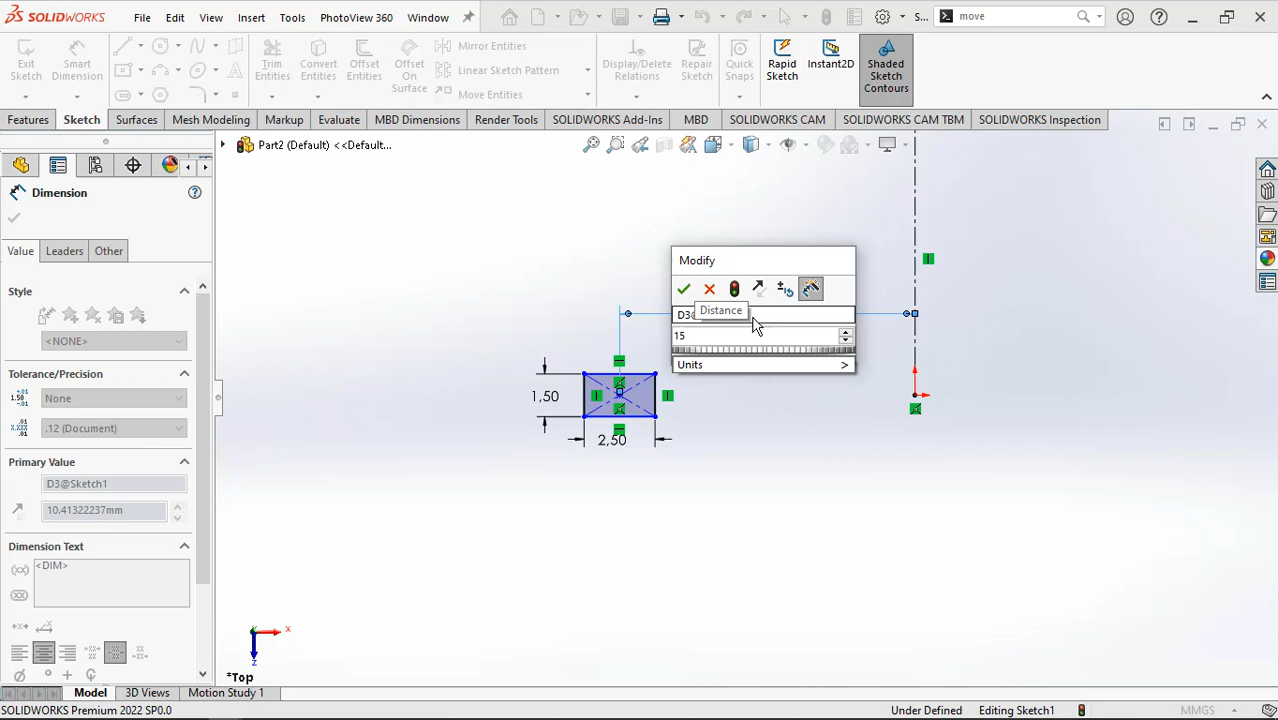 SOLIDWORKS
File
Edit
View
Insert
Tools
PhotoView 360
Window
S...
move
Exit Sketch
Smart Dimension
Trim Entities
Convert Entities
Offset Entities
Offset On Surface
Mirror Entities
Linear Sketch Pattern
Move Entities
Display/Delete Relations
Repair Sketch
Quick Snaps
Rapid Sketch
Instant2D
Shaded Sketch Contours
Features
Sketch
Surfaces
Mesh Modeling
Markup
Evaluate
MBD Dimensions
Render Tools
SOLIDWORKS Add-Ins
MBD
SOLIDWORKS CAM
SOLIDWORKS CAM TBM
SOLIDWORKS Inspection
Part2 (Default) <<Default...
Dimension
Value
Leaders
Other
Style
<NONE>
Tolerance/Precision
None
.12 (Document)
Primary Value
D3@Sketch1
10.41322237mm
Dimension Text
<DIM>
Modify
Distance
15
Units
1,50
2,50
x
z
*Top
Model
3D Views
Motion Study 1
SOLIDWORKS Premium 2022 SP0.0
Under Defined
Editing Sketch1
MMGS